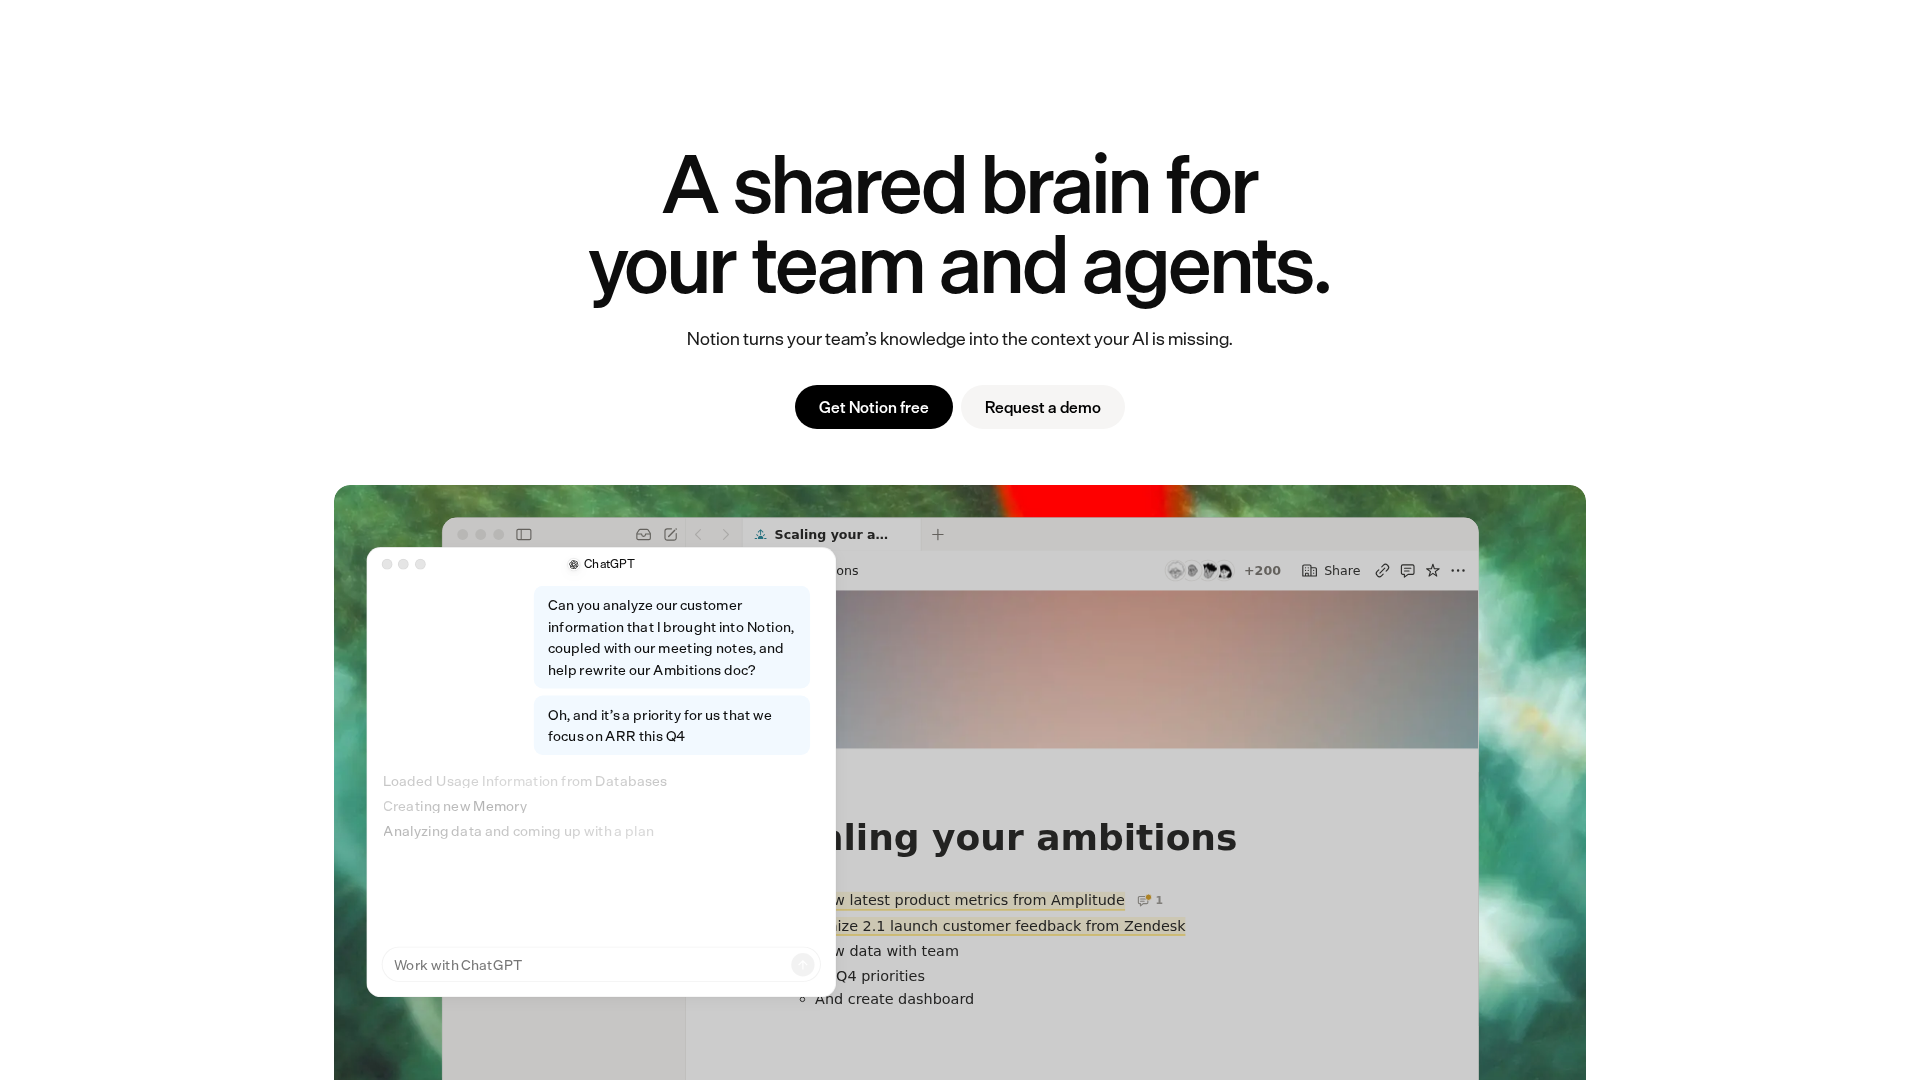 A shared brain for
your team and agents.
Notion turns your team’s knowledge into the context your AI is missing.
Get Notion free
Request a demo
Scaling your a...
ChatGPT
+200
Share
Can you analyze our customer
information that I brought into Notion,
coupled with our meeting notes, and
help rewrite our Ambitions doc?
Oh, and it’s a priority for us that we
focus on ARR this Q4
Loaded Usage Information from Databases
Creating new Memory
Analyzing data and coming up with a plan
Work with ChatGPT
your ambitions
latest product metrics from Amplitude
1
2.1 launch customer feedback from Zendesk
data with team
Q4 priorities
And create dashboard